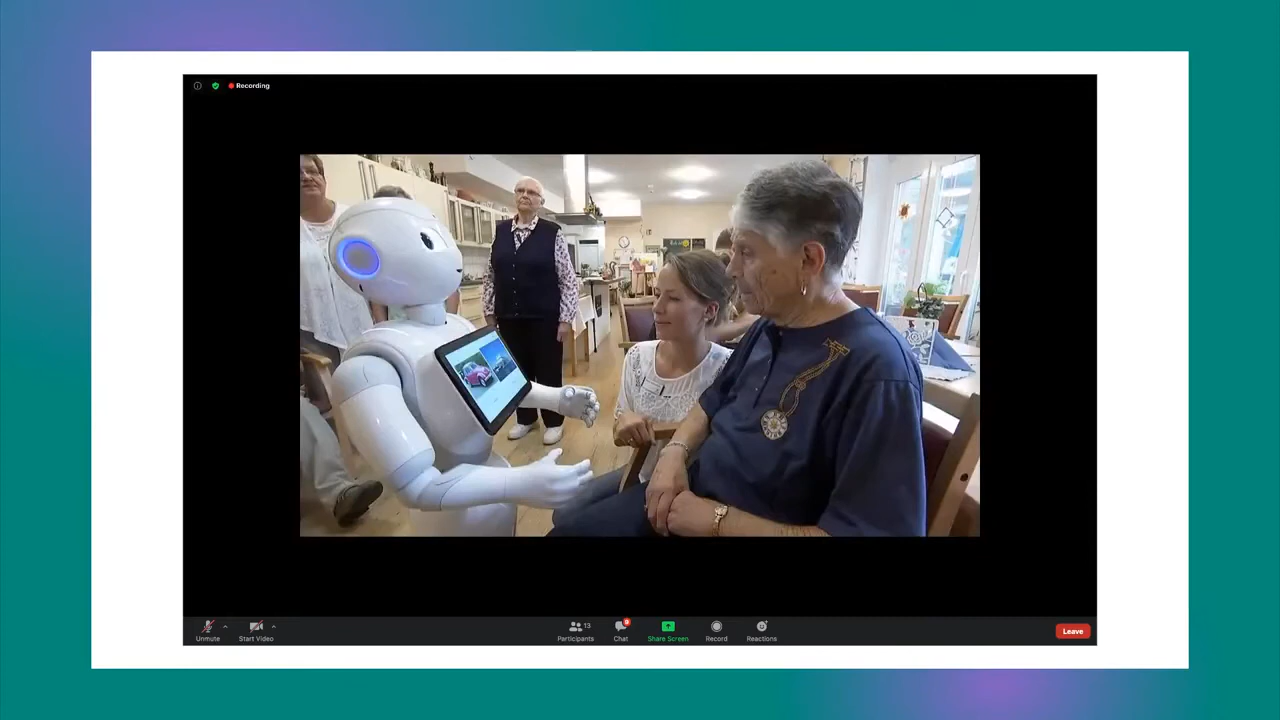 Recording
Unmute
Start Video
Participants
13
Chat
Share Screen
Record
Reactions
Leave